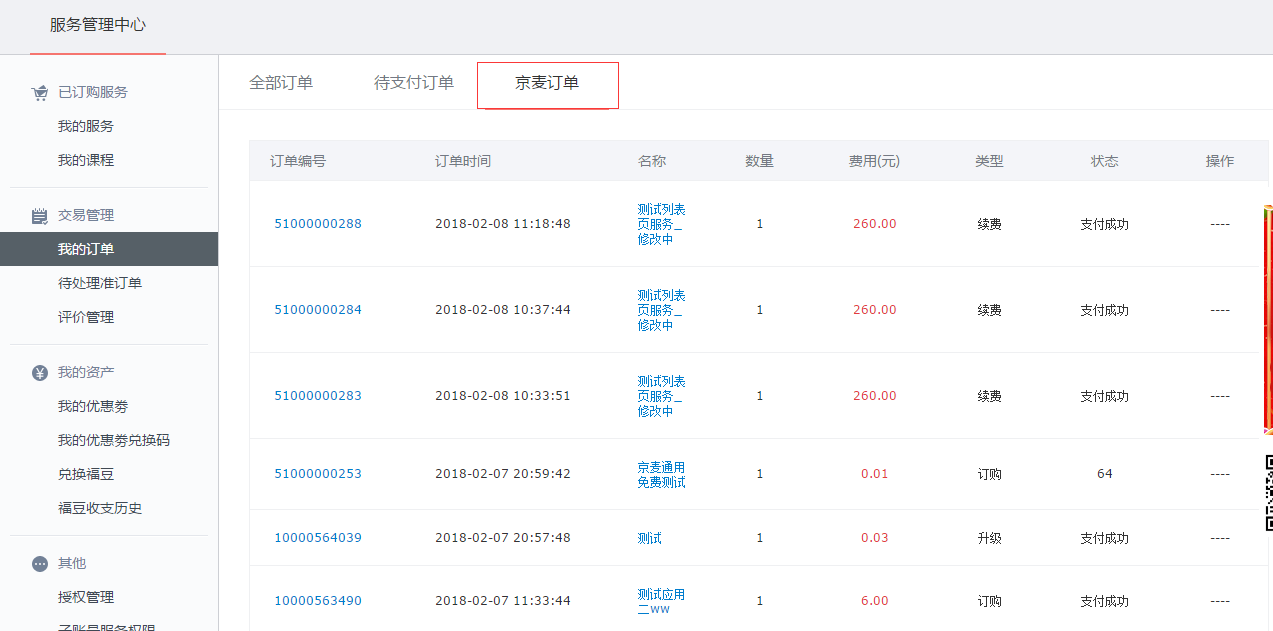 服务管理中心
已订购服务
我的服务
我的课程
交易管理
我的订单
待处理准订单
评价管理
我的资产
我的优惠劵
我的优惠劵兑换码
兑换福豆
福豆收支历史
其他
授权管理
子账号服务权限
全部订单 待支付订单 京麦订单
订单编号 订单时间 名称 数量 费用(元) 类型 状态 操作
51000000288 2018-02-08 11:18:48 测试列表 1 260.00 续费 支付成功 ----
页服务_
修改中
51000000284 2018-02-08 10:37:44 测试列表 1 260.00 续费 支付成功 ----
页服务_
修改中
51000000283 2018-02-08 10:33:51 测试列表 1 260.00 续费 支付成功 ----
页服务_
修改中
51000000253 2018-02-07 20:59:42 京麦通用 1 0.01 订购 64 ----
免费测试
10000564039 2018-02-07 20:57:48 测试 1 0.03 升级 支付成功 ----
10000563490 2018-02-07 11:33:44 测试应用 1 6.00 订购 支付成功 ----
二ww